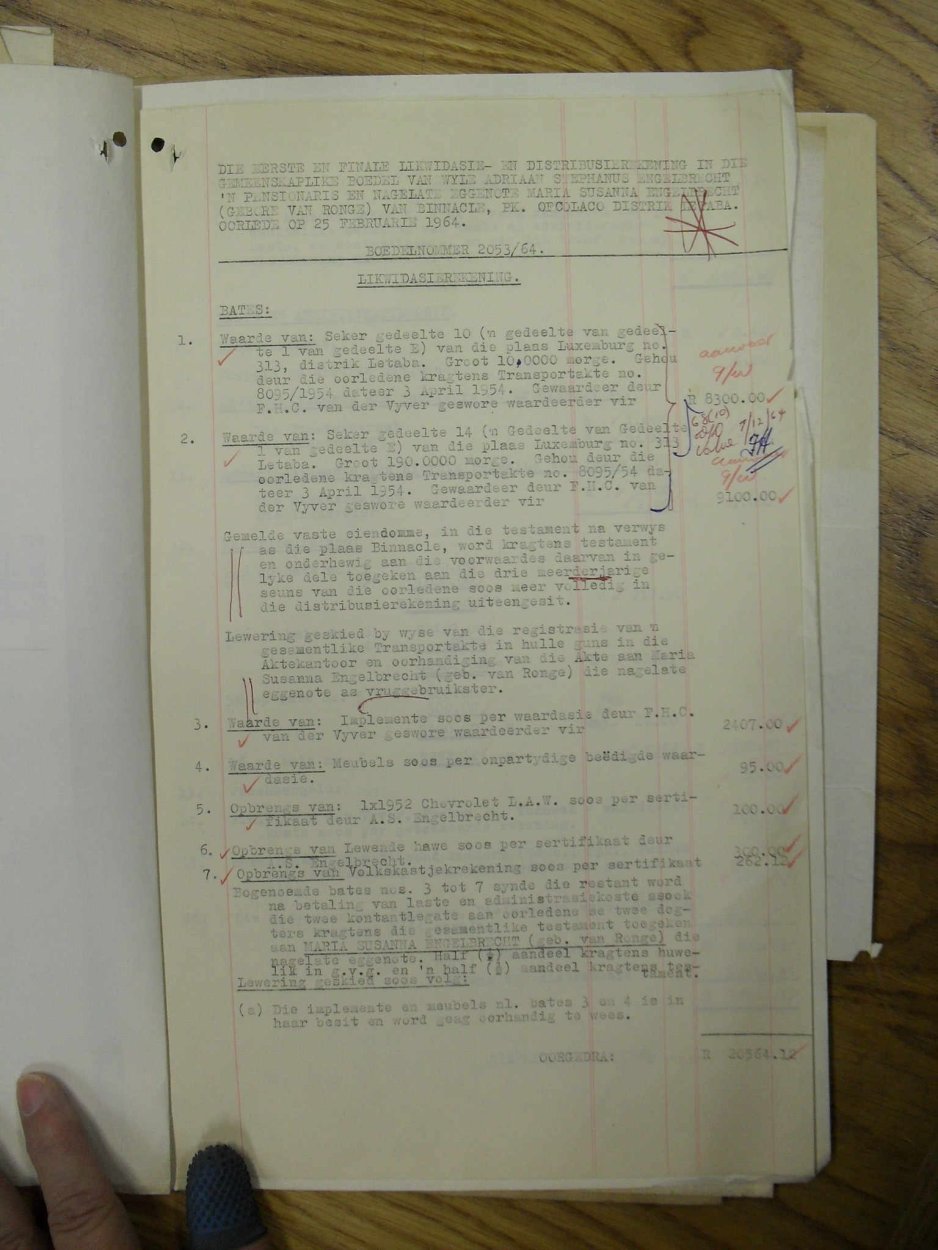 DIE EERSTE EN FINALE LIKWIDASIE- EN DISTRIBUSIEREKENING IN DIE
GEMEENSKAPLIKE BOEDEL VAN WYLE ADRIAAN STEPHANUS ENGELBRECHT
'N PENSIONARIS EN NAGELATE EGGENOTE MARIA SUSANNA ENGELBRECHT
(GEBORE VAN RONGE) VAN BINNACLE, PK. OFCOLACO DISTRIK LETABA.
OORLEDE OP 25 FEBRUARIE 1964.
BOEDELNOMMER 2053/64.
LIKWIDASIEREKENING.
BATES:
1. Waarde van: Seker gedeelte 10 ('n gedeelte van gedeel-
te 1 van gedeelte E) van die plaas Luxemburg no.
313, distrik Letaba. Groot 10,0000 morge. Gehou
deur die oorledene kragtens Transportakte no.
8095/1954 dateer 3 April 1954. Gewaardeer deur
F.H.C. van der Vyver geswore waardeerder vir R 8300.00
2. Waarde van: Seker gedeelte 14 ('n Gedeelte van Gedeelte
1 van gedeelte E) van die plaas Luxemburg no. 313
Letaba. Groot 190.0000 morge. Gehou deur die
oorledene kragtens Transportakte no. 8095/54 da-
teer 3 April 1954. Gewaardeer deur F.H.C. van
der Vyver geswore waardeerder vir 9100.00
7/12/64
Gemelde vaste eiendomme, in die testament na verwys
as die plaas Binnacle, word kragtens testament
en onderhewig aan die voorwaardes daarvan in ge-
lyke dele toegeken aan die drie meerderjarige
seuns van die oorledene soos meer volledig in
die distribusierekening uiteengesit.
Lewering geskied by wyse van die registrasie van 'n
gesamentlike Transportakte in hulle guns in die
Aktekantoor en oorhandiging van die Akte aan Maria
Susanna Engelbrecht (geb. van Ronge) die nagelate
eggenote as vruggebruikster.
3. Waarde van: Implemente soos per waardasie deur F.H.C.
van der Vyver geswore waardeerder vir 2407.00
4. Waarde van: Meubels soos per onpartydige beëdigde waar-
dasie. 95.00
5. Opbrengs van: 1x1952 Chevrolet L.A.W. soos per serti-
fikaat deur A.S. Engelbrecht. 100.00
6. Opbrengs van Lewende hawe soos per sertifikaat deur
A.S. Engelbrecht. 300.00
7. Opbrengs van Volkskastjekrekening soos per sertifikaat 262.12
Bogenoemde bates nos. 3 tot 7 synde die restant word
na betaling van laste en administrasiekoste asook
die twee kontantlegate aan oorledene se twee dog-
ters kragtens die gesamentlike testament toegeken
aan MARIA SUSANNA ENGELBRECHT (geb. van Ronge) die
nagelate eggenote. Half (½) aandeel kragtens huwe-
lik in g.v.g. en 'n half (½) aandeel kragtens tes-
tament.
Lewering geskied soos volg:
(a) Die implemente en meubels nl. bates 3 en 4 is in
haar besit en word geag oorhandig te wees.
OORGEDRA: R 20564.12